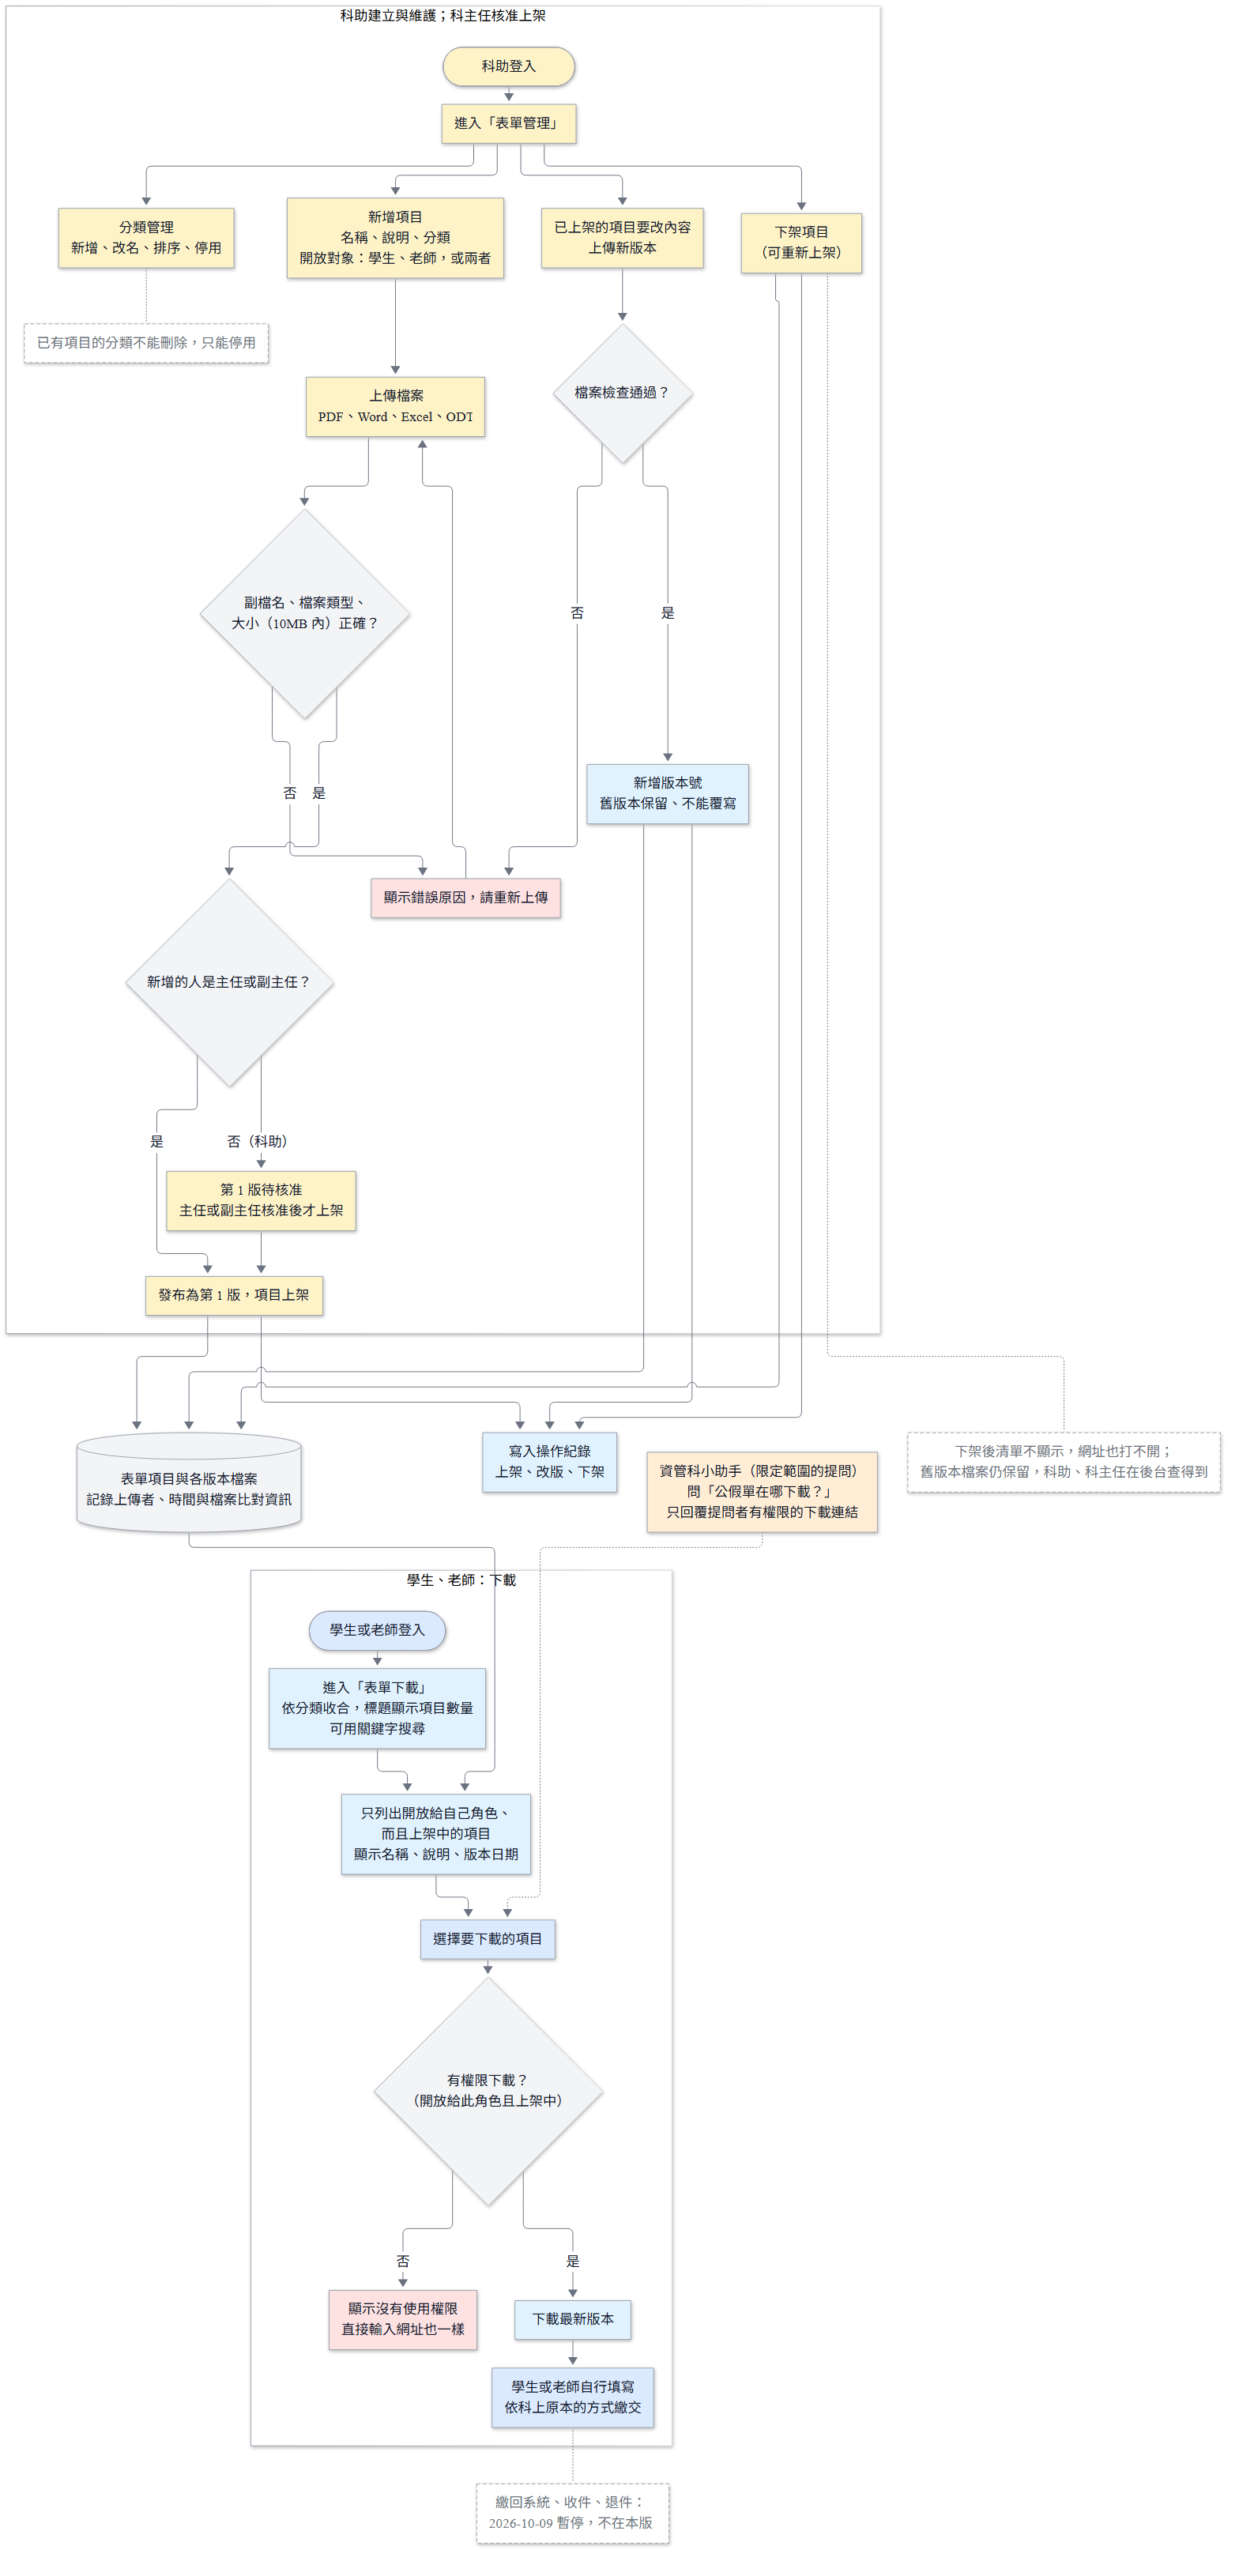 科助建立與維護；科主任核准上架
科助登入
進入「表單管理」
分類管理
新增、改名、排序、停用
新增項目
名稱、說明、分類
開放對象：學生、老師，或兩者
已上架的項目要改內容
上傳新版本
下架項目
（可重新上架）
已有項目的分類不能刪除，只能停用
上傳檔案
PDF、Word、Excel、ODT
檔案檢查通過？
副檔名、檔案類型、
大小（10MB 內）正確？
否
是
新增版本號
舊版本保留、不能覆寫
否
是
顯示錯誤原因，請重新上傳
新增的人是主任或副主任？
是
否（科助）
第 1 版待核准
主任或副主任核准後才上架
發布為第 1 版，項目上架
表單項目與各版本檔案
記錄上傳者、時間與檔案比對資訊
寫入操作紀錄
上架、改版、下架
資管科小助手（限定範圍的提問）
問「公假單在哪下載？」
只回覆提問者有權限的下載連結
下架後清單不顯示，網址也打不開；
舊版本檔案仍保留，科助、科主任在後台查得到
學生、老師：下載
學生或老師登入
進入「表單下載」
依分類收合，標題顯示項目數量
可用關鍵字搜尋
只列出開放給自己角色、
而且上架中的項目
顯示名稱、說明、版本日期
選擇要下載的項目
有權限下載？
（開放給此角色且上架中）
否
是
顯示沒有使用權限
直接輸入網址也一樣
下載最新版本
學生或老師自行填寫
依科上原本的方式繳交
繳回系統、收件、退件：
2026-10-09 暫停，不在本版